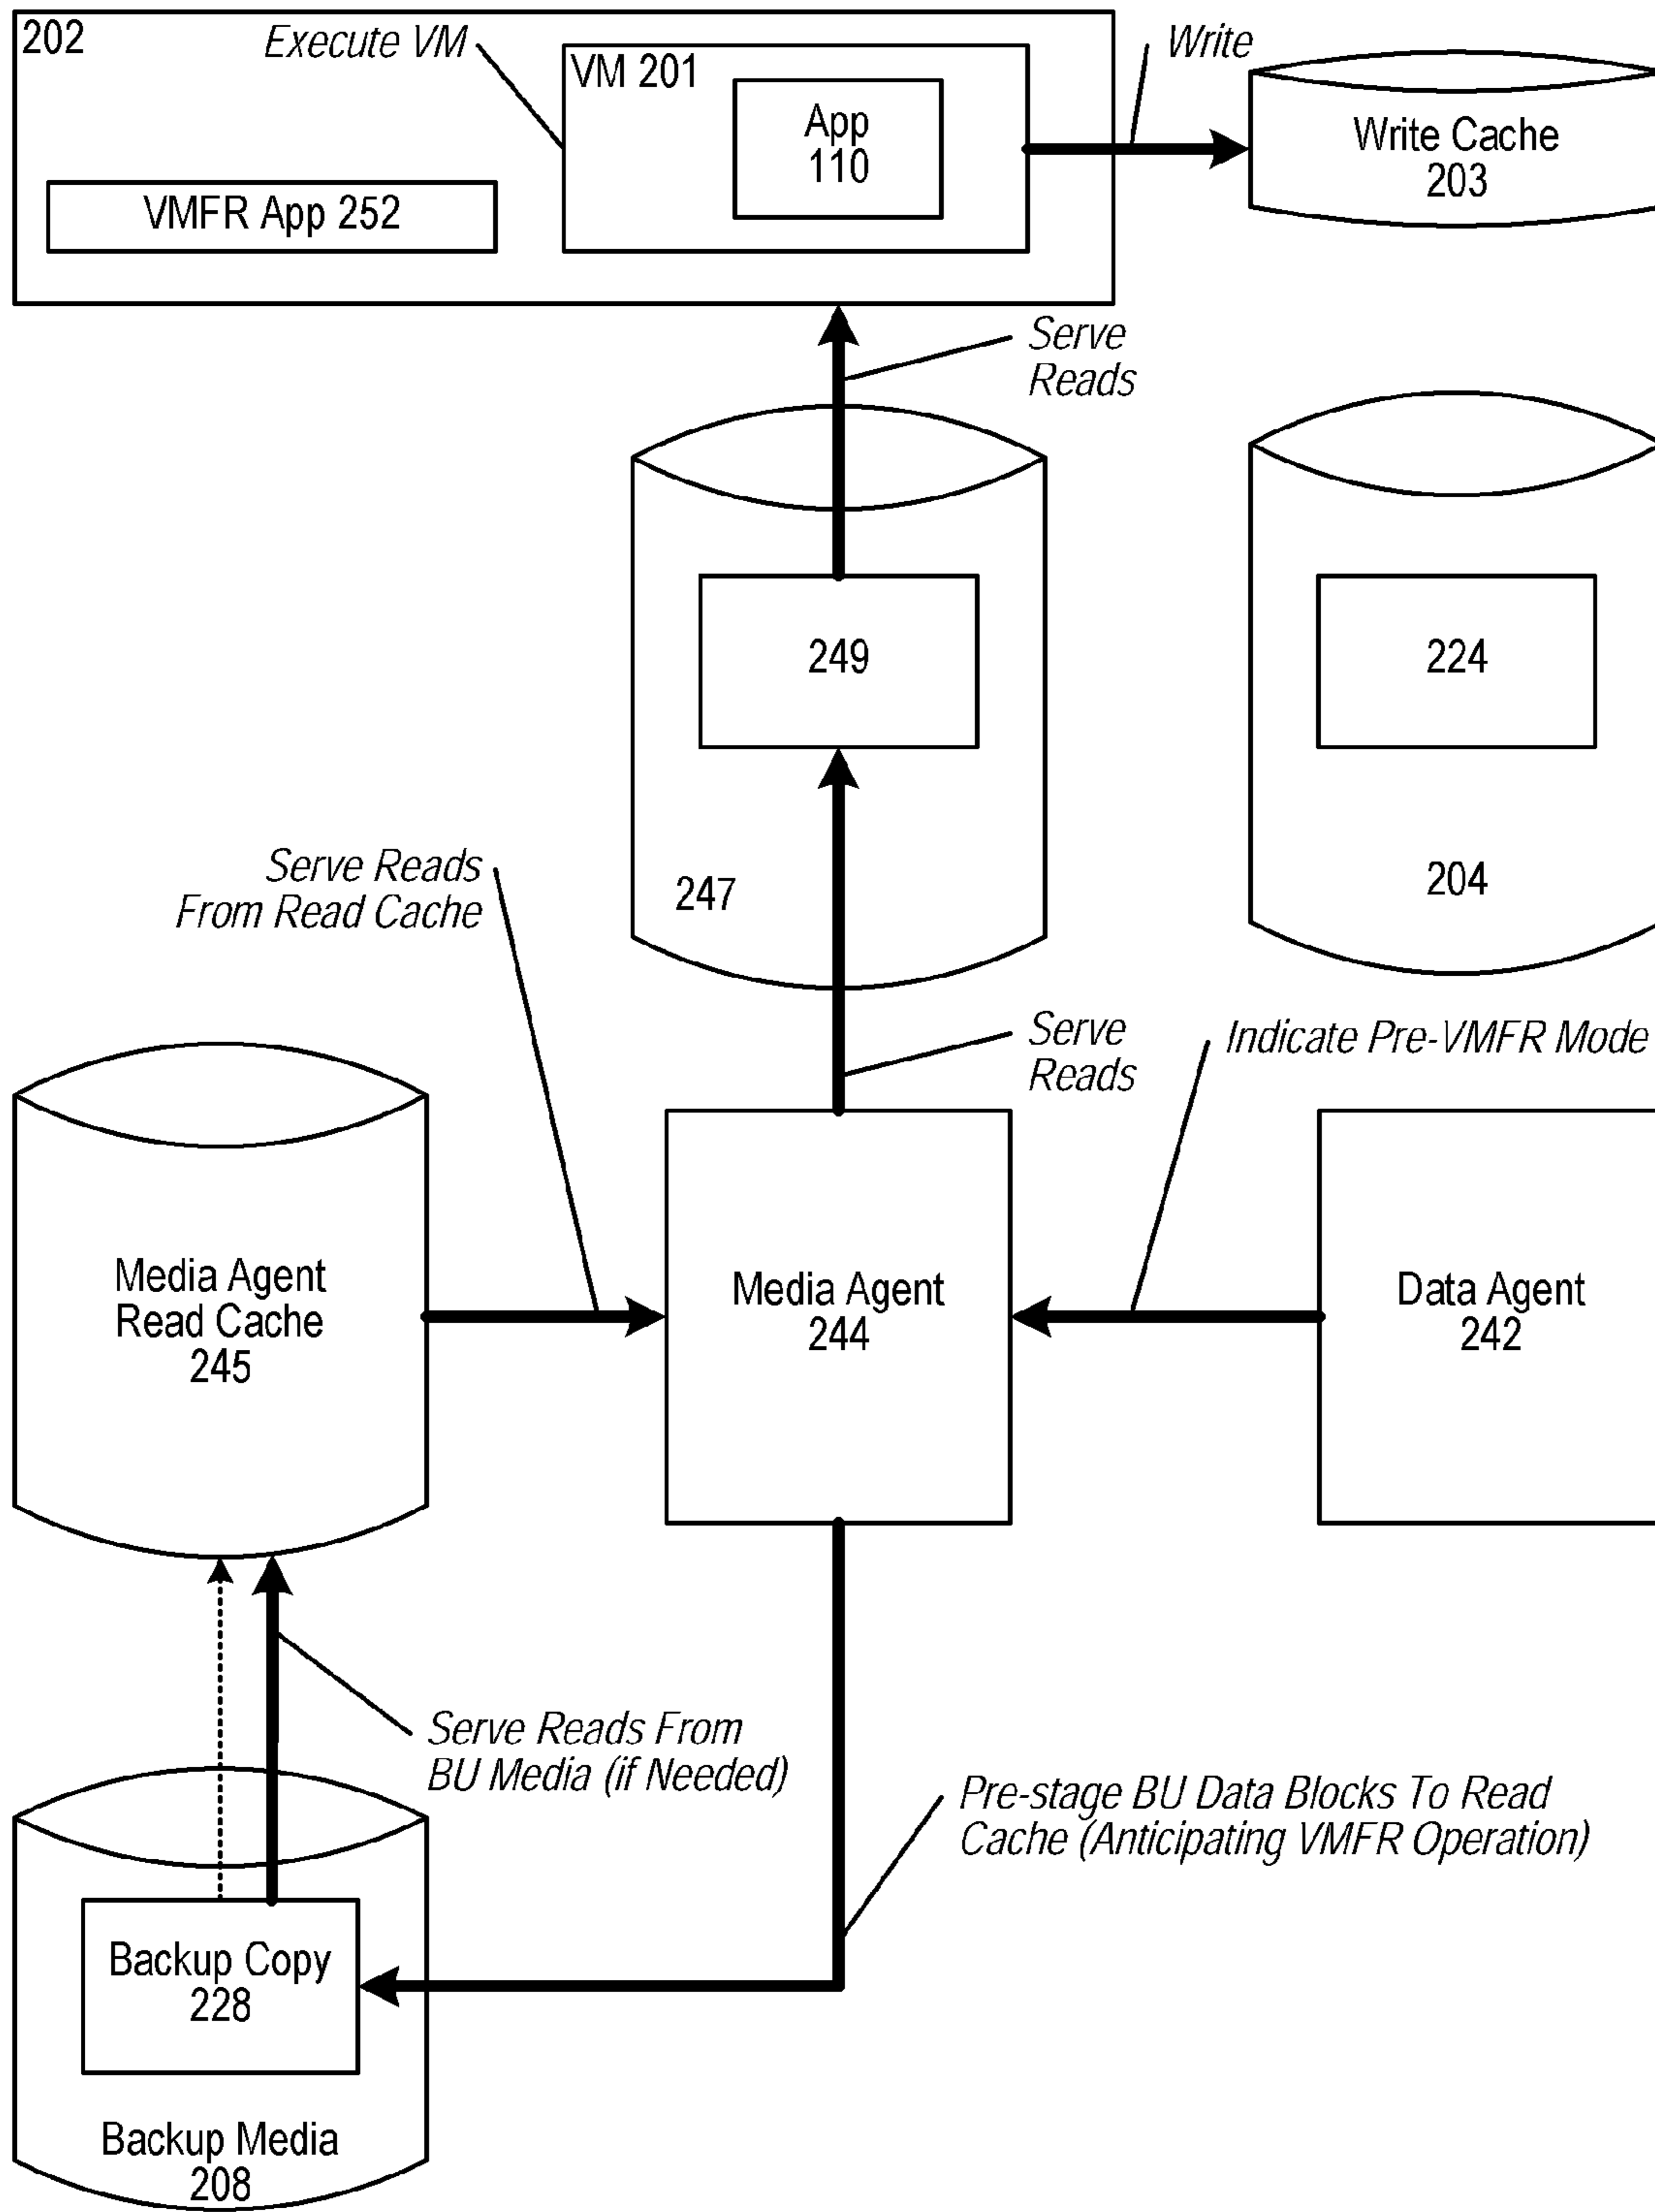 202
Execute VM
VM 201
App
110
VMFR App 252
Write
Write Cache
203
Serve
Reads
249
247
224
204
Serve Reads
From Read Cache
Serve
Reads
Indicate Pre-VMFR Mode
Media Agent
Read Cache
245
Media Agent
244
Data Agent
242
Serve Reads From
BU Media (if Needed)
Pre-stage BU Data Blocks To Read
Cache (Anticipating VMFR Operation)
Backup Copy
228
Backup Media
208